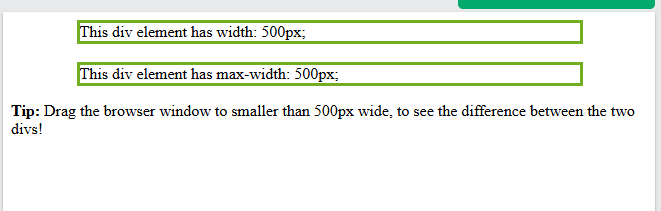 This div element has width: 500px;
This div element has max-width: 500px;
Tip: Drag the browser window to smaller than 500px wide, to see the difference between the two
divs!